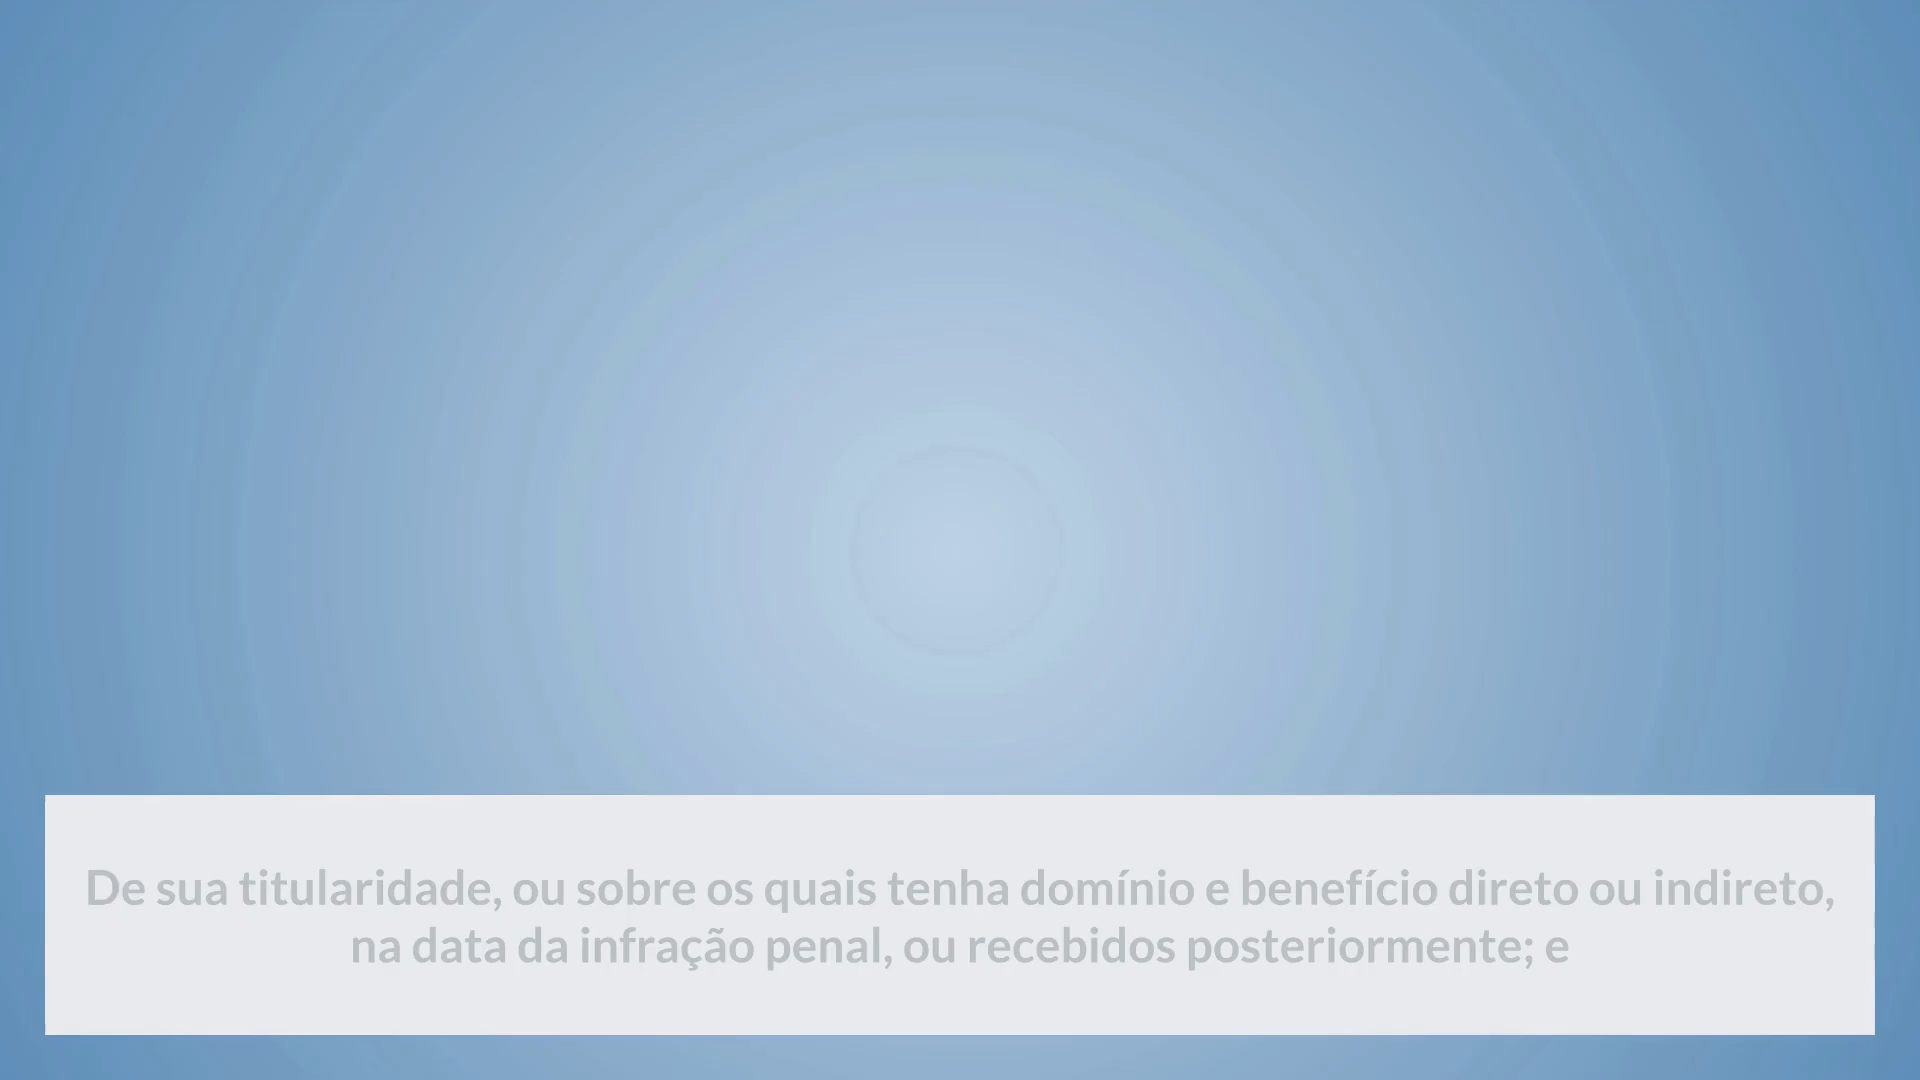 De sua titularidade, ou sobre os quais tenha domínio e benefício direto ou indireto,
na data da infração penal, ou recebidos posteriormente; e